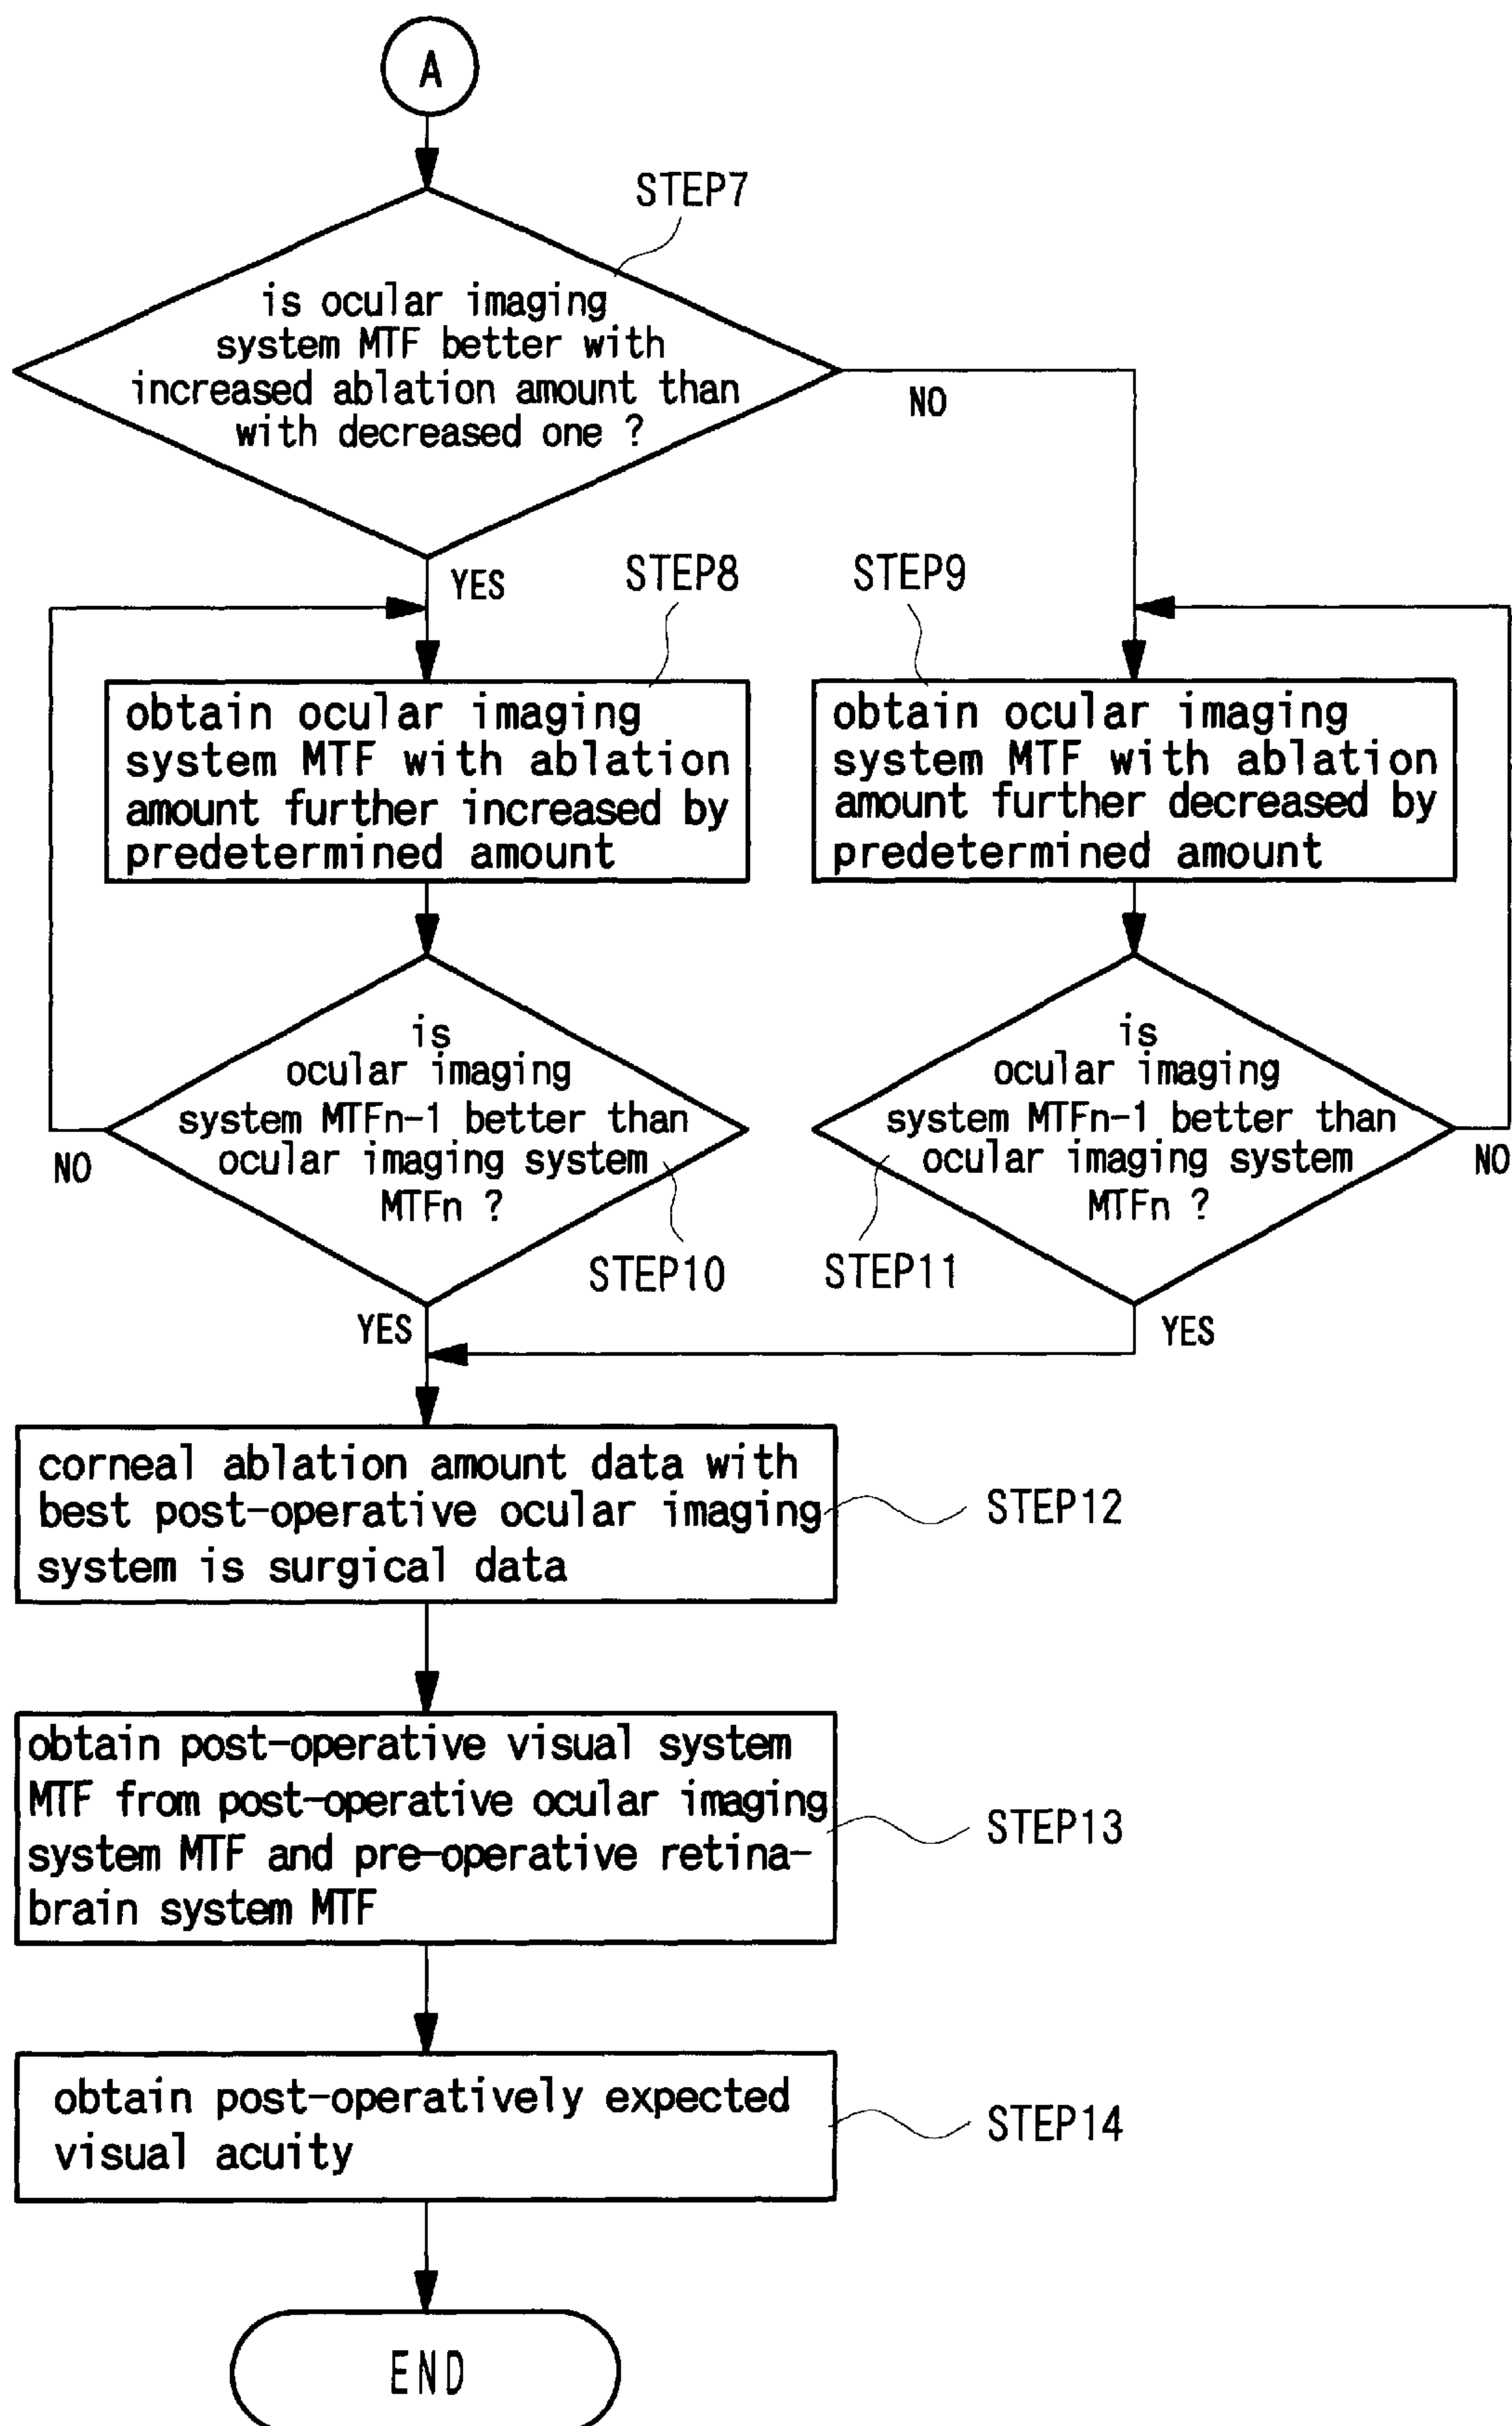 A
STEP7
is ocular imaging
system MTF better with
increased ablation amount than
with decreased one ?
NO
YES
STEP8
STEP9
obtain ocular imaging
system MTF with ablation
amount further increased by
predetermined amount
obtain ocular imaging
system MTF with ablation
amount further decreased by
predetermined amount
is
ocular imaging
system MTFn-1 better than
ocular imaging system
MTFn ?
NO
STEP10
YES
is
ocular imaging
system MTFn-1 better than
ocular imaging system
MTFn ?
NO
STEP11
YES
corneal ablation amount data with
best post-operative ocular imaging
system is surgical data
STEP12
obtain post-operative visual system
MTF from post-operative ocular imaging
system MTF and pre-operative retina-
brain system MTF
STEP13
obtain post-operatively expected
visual acuity
STEP14
END